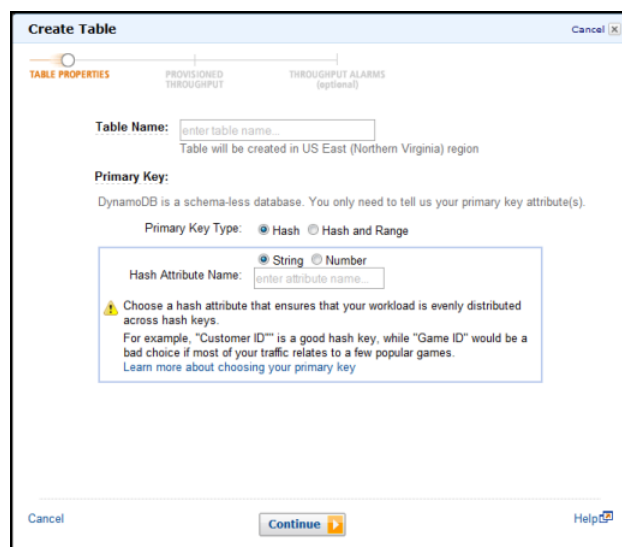 Create Table
Cancel
TABLE PROPERTIES
PROVISIONED
THROUGHPUT
THROUGHPUT ALARMS
(optional)
Table Name:
enter table name...
Table will be created in US East (Northern Virginia) region
Primary Key:
DynamoDB is a schema-less database. You only need to tell us your primary key attribute(s).
Primary Key Type: Hash Hash and Range
String Number
Hash Attribute Name: enter attribute name...
Choose a hash attribute that ensures that your workload is evenly distributed
across hash keys.
For example, "Customer ID"" is a good hash key, while "Game ID" would be a
bad choice if most of your traffic relates to a few popular games.
Learn more about choosing your primary key
Cancel
Continue
Help